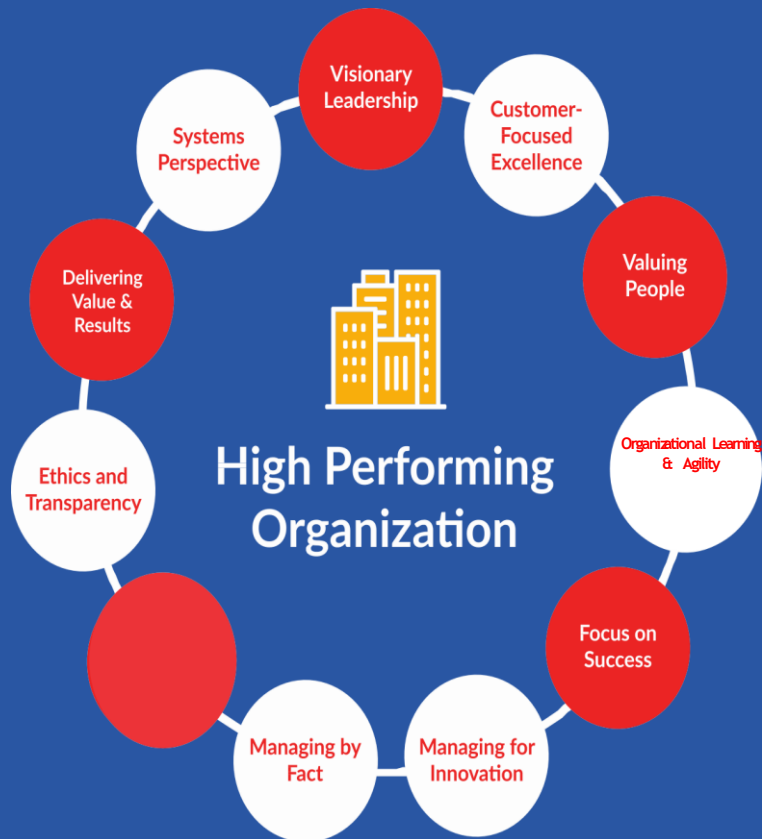 Visionary
Leadership
Customer-
Focused
Excellence
Valuing
People
Organizational Learning
& Agility
Focus on
Success
Managing for
Innovation
Managing by
Fact
Ethics and
Transparency
Delivering
Value &
Results
Systems
Perspective
High Performing
Organization